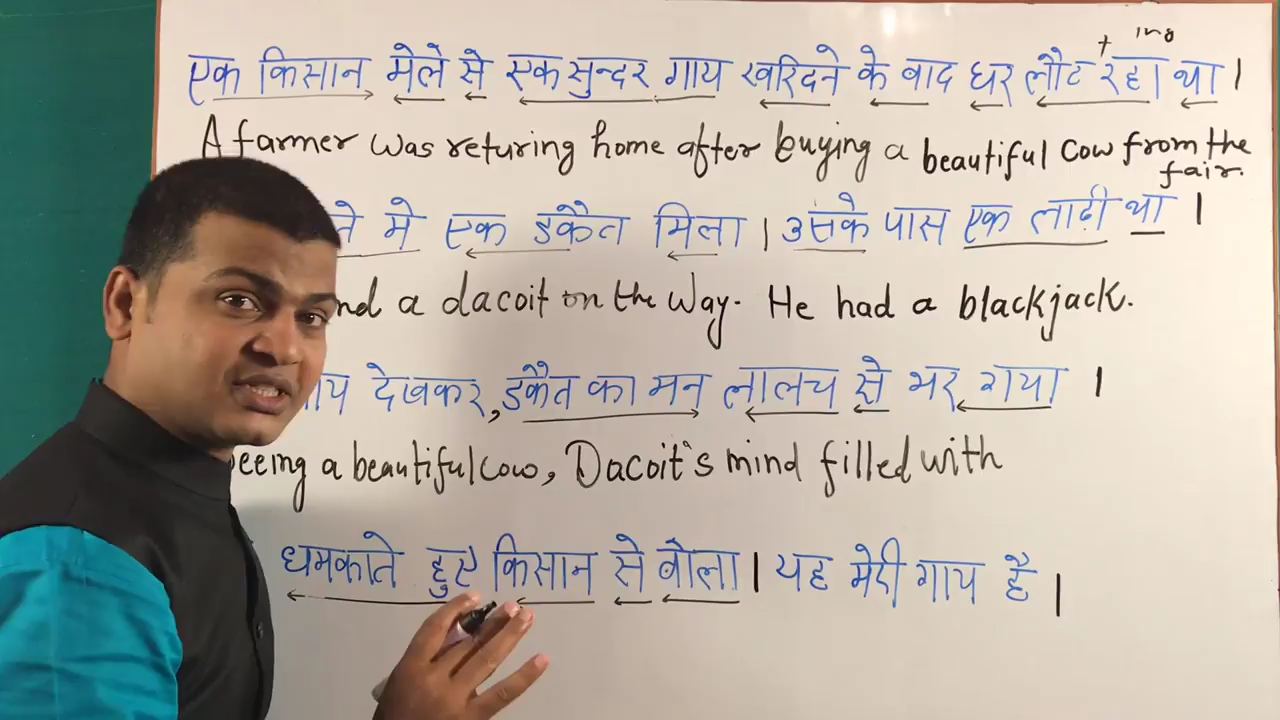 + ing
एक किसान मेले से एक सुन्दर गाय खरिदने के बाद घर लौट रहा था।
A farmer was returing home after buying a beautiful cow from the
fair.
मे एक डकैत मिला। उसके पास एक लाढी था।
a dacoit on the way. He had a blackjack.
देखकर, डकैत का मन लालच से भर गया।
a beautiful cow, Dacoit's mind filled with
धमकाते हुए किसान से बोला। यह मेरी गाय है।